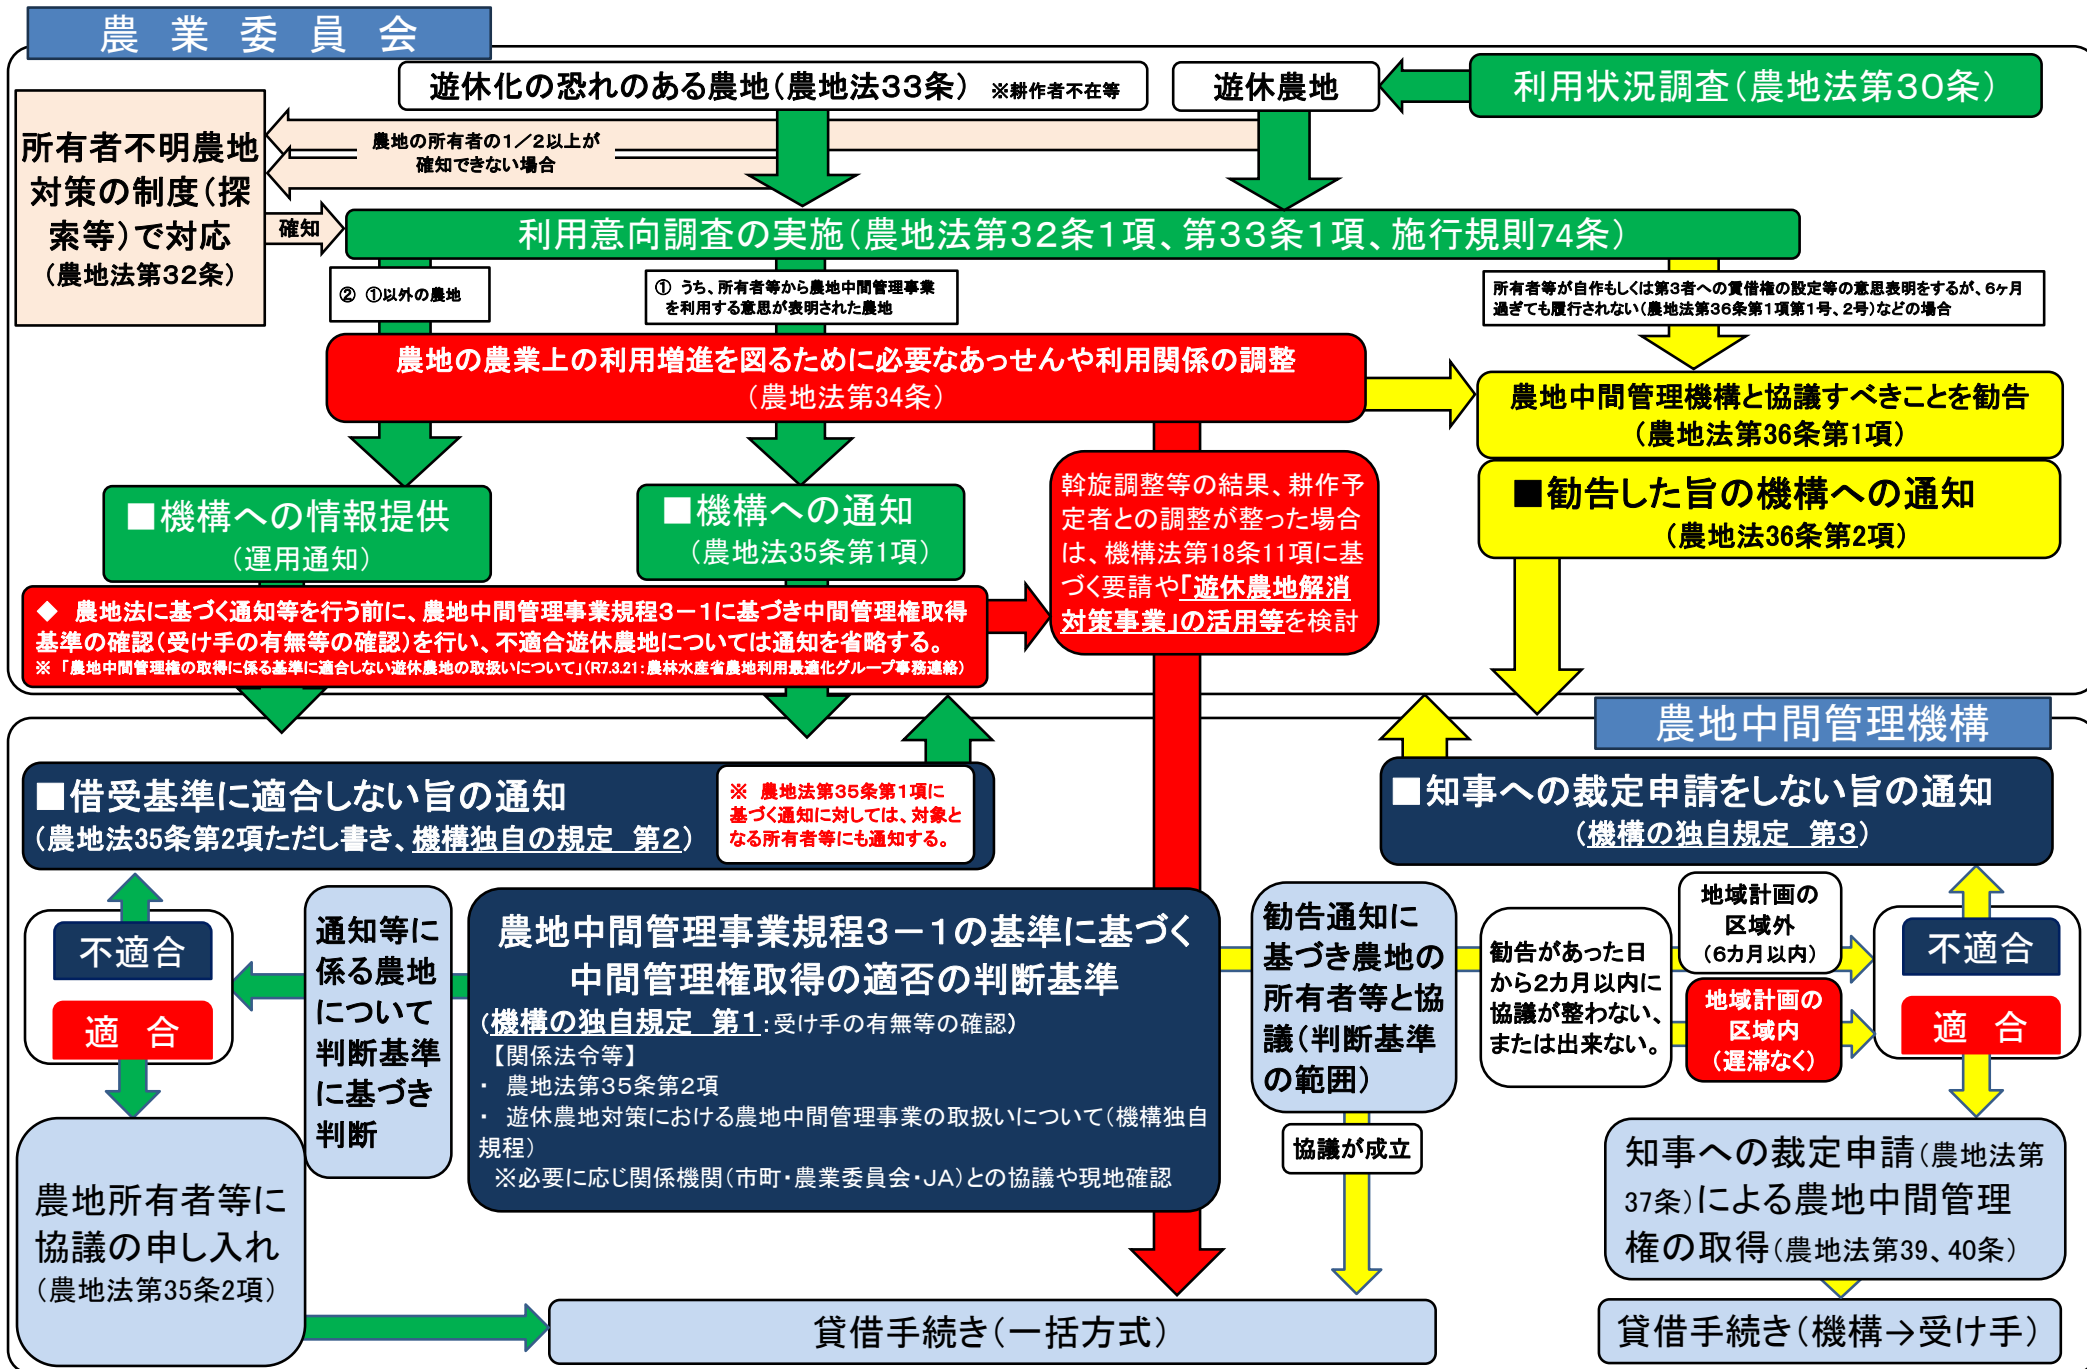 農業委員会
遊休化の恐れのある農地(農地法33条) ※耕作者不在等
遊休農地
利用状況調査(農地法第30条)
農地の所有者の1/2以上が
確知できない場合
所有者不明農地
対策の制度(探
索等)で対応
(農地法第32条)
確知
利用意向調査の実施(農地法第32条1項、第33条1項、施行規則74条)
② ①以外の農地
① うち、所有者等から農地中間管理事業
を利用する意思が表明された農地
所有者等が自作もしくは第3者への賃借権の設定等の意思表明をするが、6ヶ月
過ぎても履行されない(農地法第36条第1項第1号、2号)などの場合
農地の農業上の利用増進を図るために必要なあっせんや利用関係の調整
(農地法第34条)
農地中間管理機構と協議すべきことを勧告
(農地法第36条第1項)
■勧告した旨の機構への通知
(農地法36条第2項)
■機構への情報提供
(運用通知)
■機構への通知
(農地法35条第1項)
斡旋調整等の結果、耕作予
定者との調整が整った場合
は、機構法第18条11項に基
づく要請や「遊休農地解消
対策事業」の活用等を検討
◆ 農地法に基づく通知等を行う前に、農地中間管理事業規程3-1に基づき中間管理権取得
基準の確認(受け手の有無等の確認)を行い、不適合遊休農地については通知を省略する。
※ 「農地中間管理権の取得に係る基準に適合しない遊休農地の取扱いについて」(R7.3.21:農林水産省農地利用最適化グループ事務連絡)
農地中間管理機構
■借受基準に適合しない旨の通知
(農地法35条第2項ただし書き、機構独自の規定 第2)
※ 農地法第35条第1項に
基づく通知に対しては、対象と
なる所有者等にも通知する。
■知事への裁定申請をしない旨の通知
(機構の独自規定 第3)
不適合
適 合
通知等に
係る農地
について
判断基準
に基づき
判断
農地中間管理事業規程3-1の基準に基づく
中間管理権取得の適否の判断基準
(機構の独自規定 第1:受け手の有無等の確認)
【関係法令等】
・ 農地法第35条第2項
・ 遊休農地対策における農地中間管理事業の取扱いについて(機構独自
規程)
※必要に応じ関係機関(市町・農業委員会・JA)との協議や現地確認
勧告通知に
基づき農地の
所有者等と協
議(判断基準
の範囲)
勧告があった日
から2カ月以内に
協議が整わない、
または出来ない。
地域計画の
区域外
(6カ月以内)
地域計画の
区域内
(遅滞なく)
不適合
適 合
協議が成立
農地所有者等に
協議の申し入れ
(農地法第35条2項)
知事への裁定申請(農地法第
37条)による農地中間管理
権の取得(農地法第39、40条)
貸借手続き(一括方式)
貸借手続き(機構→受け手)